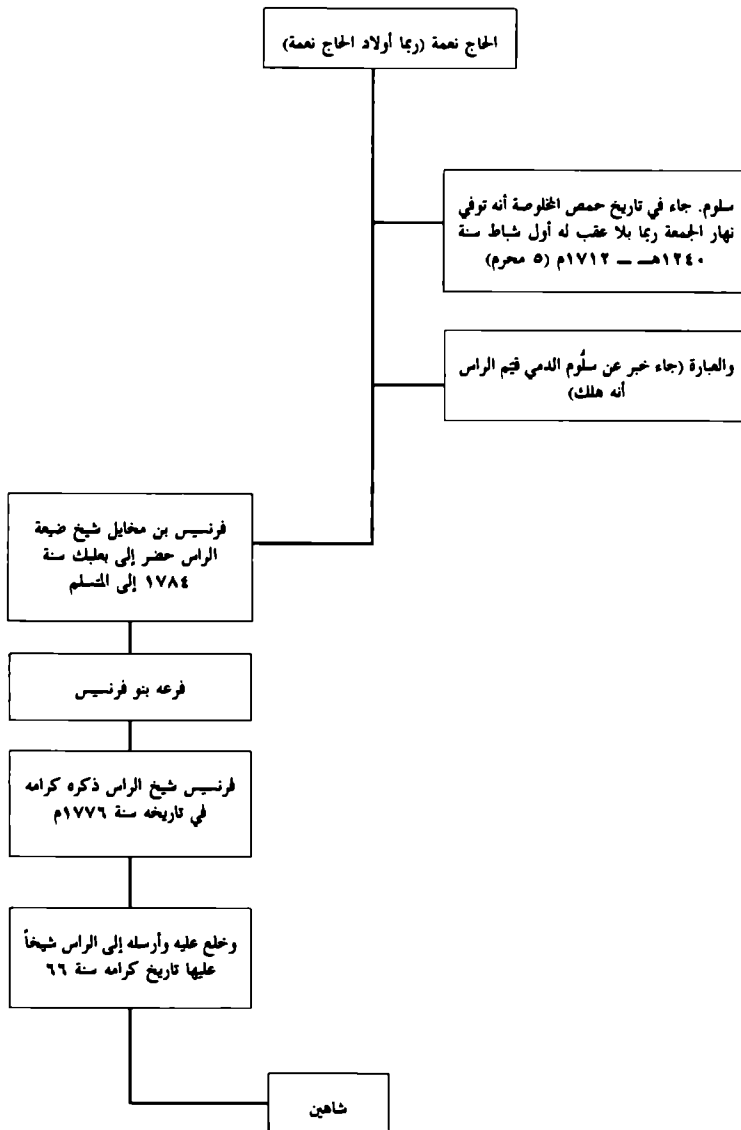 الحاج نعمة (ربما أولاد الحاج نعمة)
سلوم. جاء في تاريخ حمص المخلوصة أنه توفي
نهار الجمعة ربما بلا عقب له أول شباط سنة
١٢٤٠هـ ــ ١٧١٢م (٥ محرم)
والعبارة (جاء خبر عن سلُّوم الدمي قيّم الراس
أنه هلك)
فرنسيس بن مخايل شيخ ضيعة
الراس حضر إلى بعلبك سنة
١٧٨٤ إلى المتسلم
فرعه بنو فرنسيس
فرنسيس شيخ الراس ذكره كرامه
في تاريخه سنة ١٧٧٦م
وخلع عليه وأرسله إلى الراس شيخاً
عليها تاريخ كرامه سنة ٦٦
شاهين